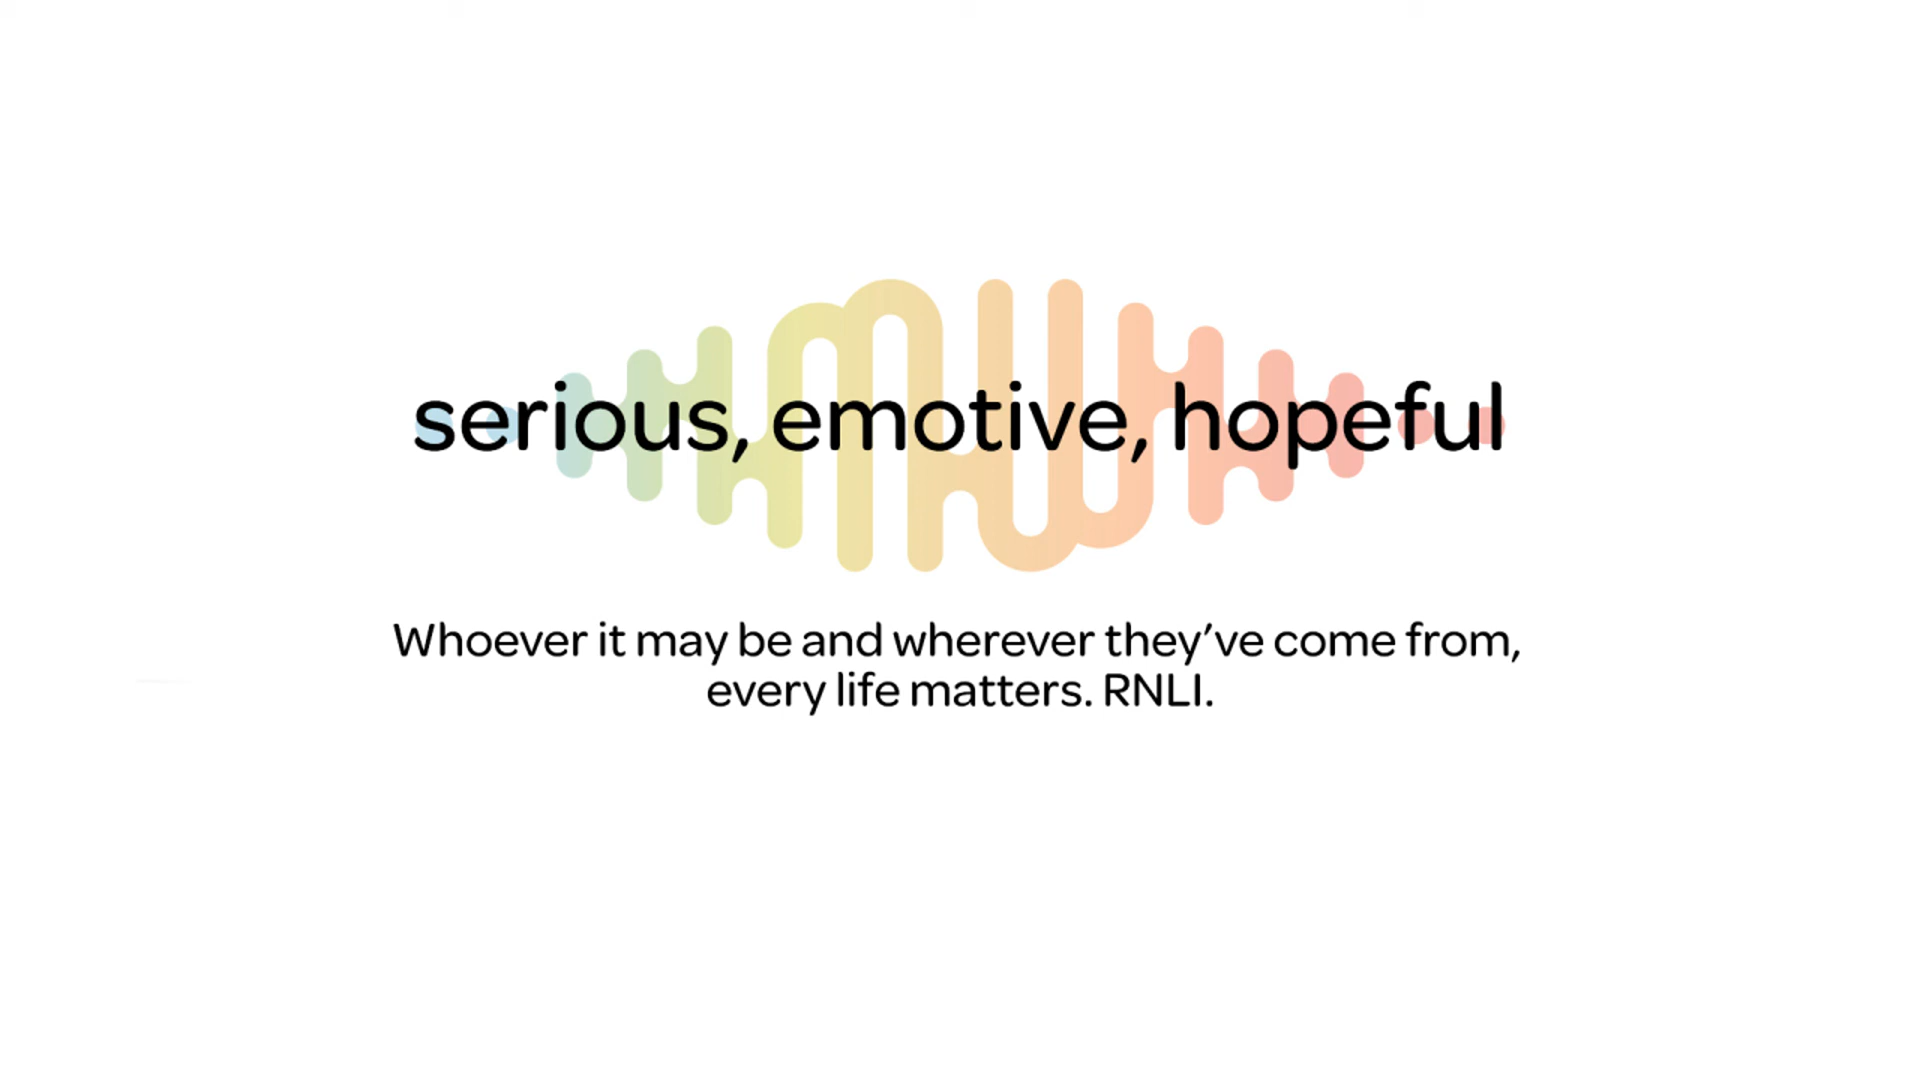 serious, emotive, hopeful
Whoever it may be and wherever they’ve come from,
every life matters. RNLI.